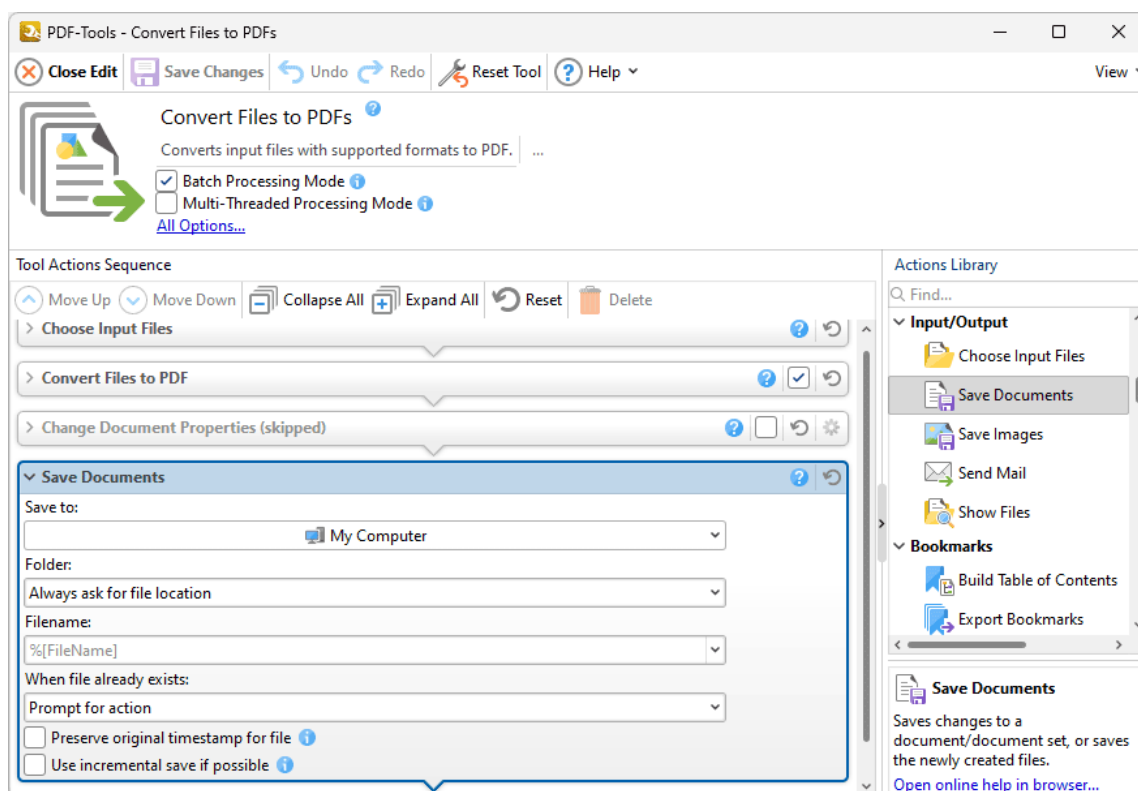 PDF-Tools - Convert Files to PDFs
Close Edit Save Changes Undo Redo Reset Tool ? Help View
Convert Files to PDFs ?
Converts input files with supported formats to PDF. ...
Batch Processing Mode i
Multi-Threaded Processing Mode i
All Options...
Tool Actions Sequence
Move Up Move Down Collapse All Expand All Reset Delete
Choose Input Files ?
Convert Files to PDF ?
Change Document Properties (skipped) ?
Save Documents ?
Save to:
My Computer
Folder:
Always ask for file location
Filename:
%[FileName]
When file already exists:
Prompt for action
Preserve original timestamp for file i
Use incremental save if possible i
Actions Library
Find...
Input/Output
Choose Input Files
Save Documents
Save Images
Send Mail
Show Files
Bookmarks
Build Table of Contents
Export Bookmarks
Save Documents
Saves changes to a
document/document set, or saves
the newly created files.
Open online help in browser...